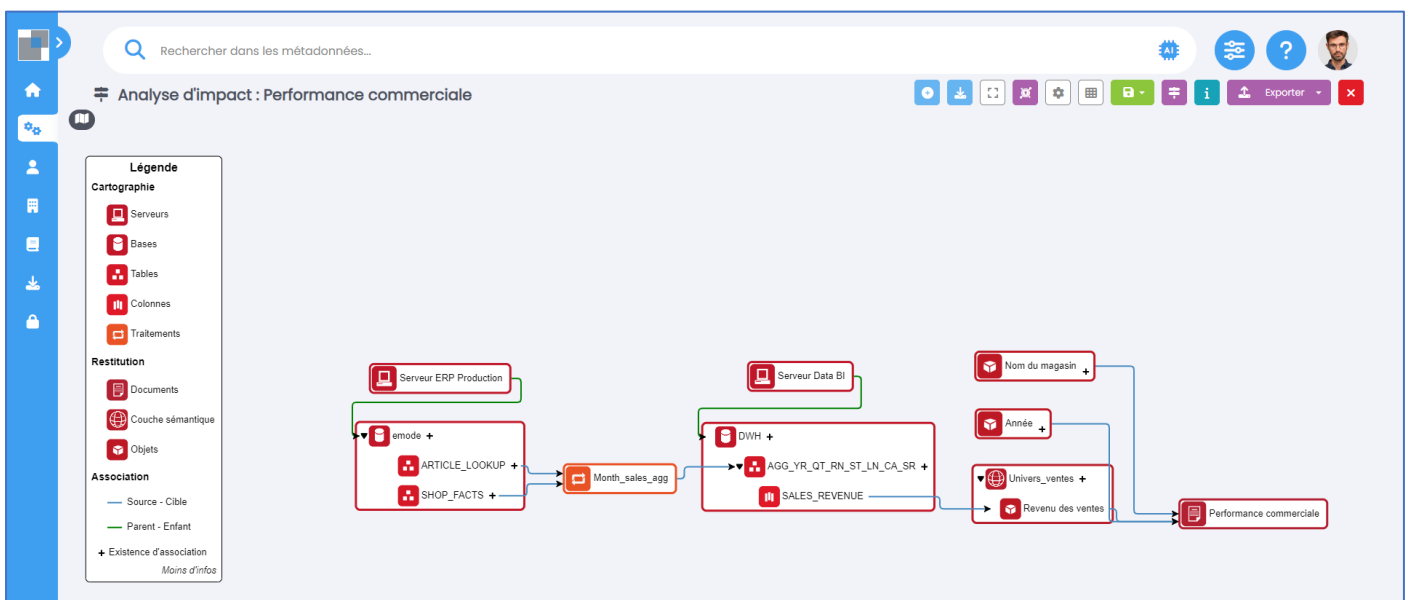 Rechercher dans les métadonnées...
AI
?
Analyse d'impact : Performance commerciale
i
Exporter
Légende
Cartographie
Serveurs
Bases
Tables
Colonnes
Traitements
Restitution
Documents
Couche sémantique
Objets
Association
Source - Cible
Parent - Enfant
+ Existence d'association
Moins d'infos
Serveur ERP Production
emode +
ARTICLE_LOOKUP +
SHOP_FACTS +
Month_sales_agg
Serveur Data BI
DWH +
AGG_YR_QT_RN_ST_LN_CA_SR +
SALES_REVENUE
Nom du magasin +
Année +
Univers_ventes +
Revenu des ventes
Performance commerciale